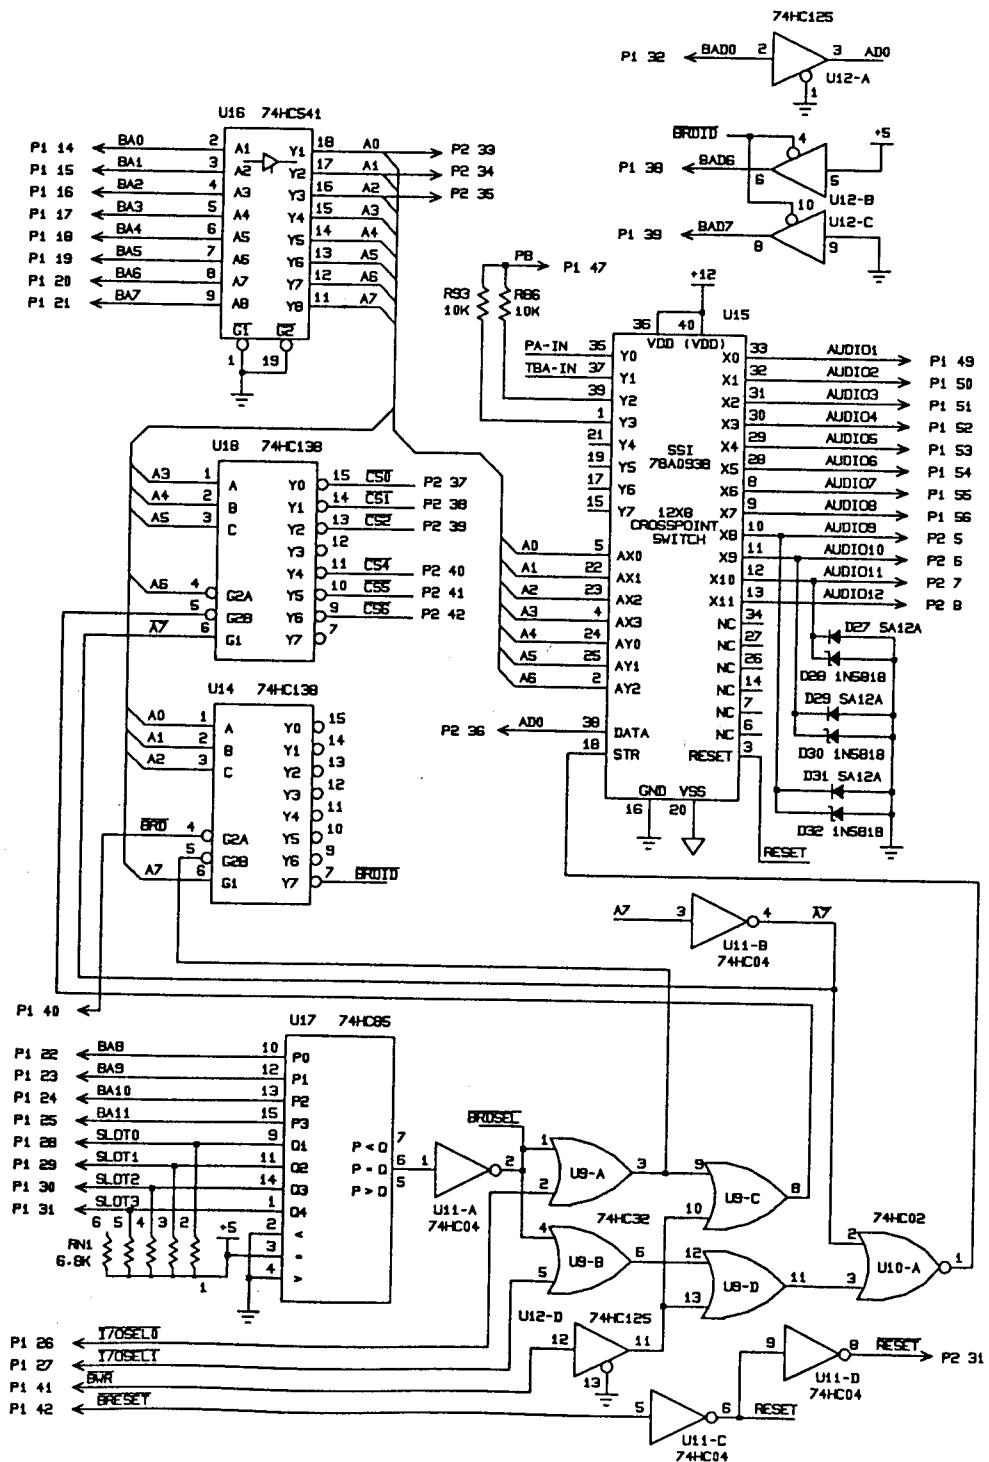 74HC125
P1 32 BAD0 2 3 AD0
U12-A
1
U16 74HC541
BRDID 4 +5
P1 38 BAD6 6 5
U12-B
10 U12-C
P1 39 BAD7 8 9
P1 14 BA0 2 A1 Y1 18 A0 P2 33
P1 15 BA1 3 A2 Y2 17 A1 P2 34
P1 16 BA2 4 A3 Y3 16 A2 P2 35
P1 17 BA3 5 A4 Y4 15 A3
P1 18 BA4 6 A5 Y5 14 A4
P1 19 BA5 7 A6 Y6 13 A5
P1 20 BA6 8 A7 Y7 12 A6
P1 21 BA7 9 A8 Y8 11 A7
G1 G2
1 19
PB P1 47
R93 10K R86 10K
+12
U15
36 40
VDD (VDD)
PA-IN 35 Y0 X0 33 AUDIO1 P1 49
TBA-IN 37 Y1 X1 32 AUDIO2 P1 50
39 Y2 X2 31 AUDIO3 P1 51
1 Y3 X3 30 AUDIO4 P1 52
21 Y4 X4 29 AUDIO5 P1 53
19 Y5 X5 28 AUDIO6 P1 54
17 Y6 X6 8 AUDIO7 P1 55
15 Y7 X7 9 AUDIO8 P1 56
X8 10 AUDIO9 P2 5
X9 11 AUDIO10 P2 6
X10 12 AUDIO11 P2 7
X11 13 AUDIO12 P2 8
SSI
78A093B
12X8
CROSSPOINT
SWITCH
A0 5 AX0
A1 22 AX1
A2 23 AX2
A3 4 AX3
A4 24 AY0
A5 25 AY1
A6 2 AY2
NC 34
NC 27
NC 26
NC 14
NC 7
NC 6
P2 36 AD0 38 DATA
18 STR
RESET 3
GND VSS
16 20
RESET
D27 SA12A
D28 1N5818
D29 SA12A
D30 1N5818
D31 SA12A
D32 1N5818
U18 74HC138
A3 1 A Y0 15 CS0 P2 37
A4 2 B Y1 14 CS1 P2 38
A5 3 C Y2 13 CS2 P2 39
Y3 12
Y4 11 CS4 P2 40
A6 4 G2A Y5 10 CS5 P2 41
5 G2B Y6 9 CS6 P2 42
A7 6 G1 Y7 7
U14 74HC138
A0 1 A Y0 15
A1 2 B Y1 14
A2 3 C Y2 13
Y3 12
Y4 11
BRD 4 G2A Y5 10
5 G2B Y6 9
A7 6 G1 Y7 7 BRDID
A7 3 4 A7
U11-B
74HC04
P1 40
U17 74HC85
P1 22 BA8 10 P0
P1 23 BA9 12 P1
P1 24 BA10 13 P2
P1 25 BA11 15 P3
P1 28 SLOT0 9 Q1
P1 29 SLOT1 11 Q2
P1 30 SLOT2 14 Q3
P1 31 SLOT3 1 Q4
P < Q 7
P = Q 6
P > Q 5
6 5 4 3 2 +5
2 <
3 =
4 >
RN1
6.8K
1
1 2
U11-A
74HC04
BRDSEL
1 2 U9-A 3
9 10 U9-C 8
74HC32
4 5 U9-B 6
12 13 U9-D 11
74HC02
2 3 U10-A 1
U12-D 74HC125
12 11
13
P1 26 I/OSEL0
P1 27 I/OSEL1
P1 41 BWR
P1 42 BRESET
5 6 RESET
U11-C
74HC04
9 8 RESET P2 31
U11-D
74HC04